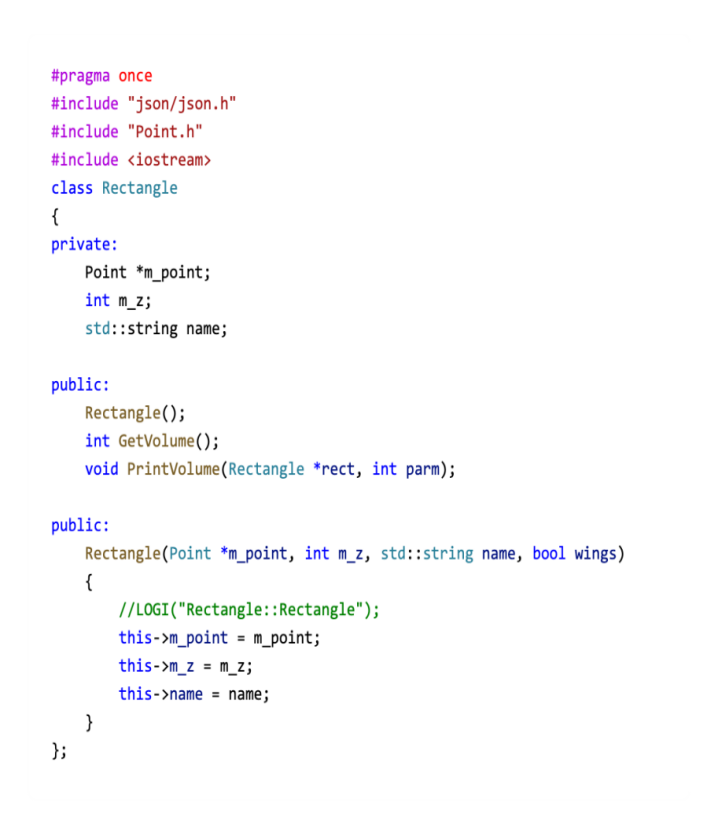 #pragma once
#include "json/json.h"
#include "Point.h"
#include <iostream>
class Rectangle
{
private:
    Point *m_point;
    int m_z;
    std::string name;

public:
    Rectangle();
    int GetVolume();
    void PrintVolume(Rectangle *rect, int parm);

public:
    Rectangle(Point *m_point, int m_z, std::string name, bool wings)
    {
        //LOGI("Rectangle::Rectangle");
        this->m_point = m_point;
        this->m_z = m_z;
        this->name = name;
    }
};